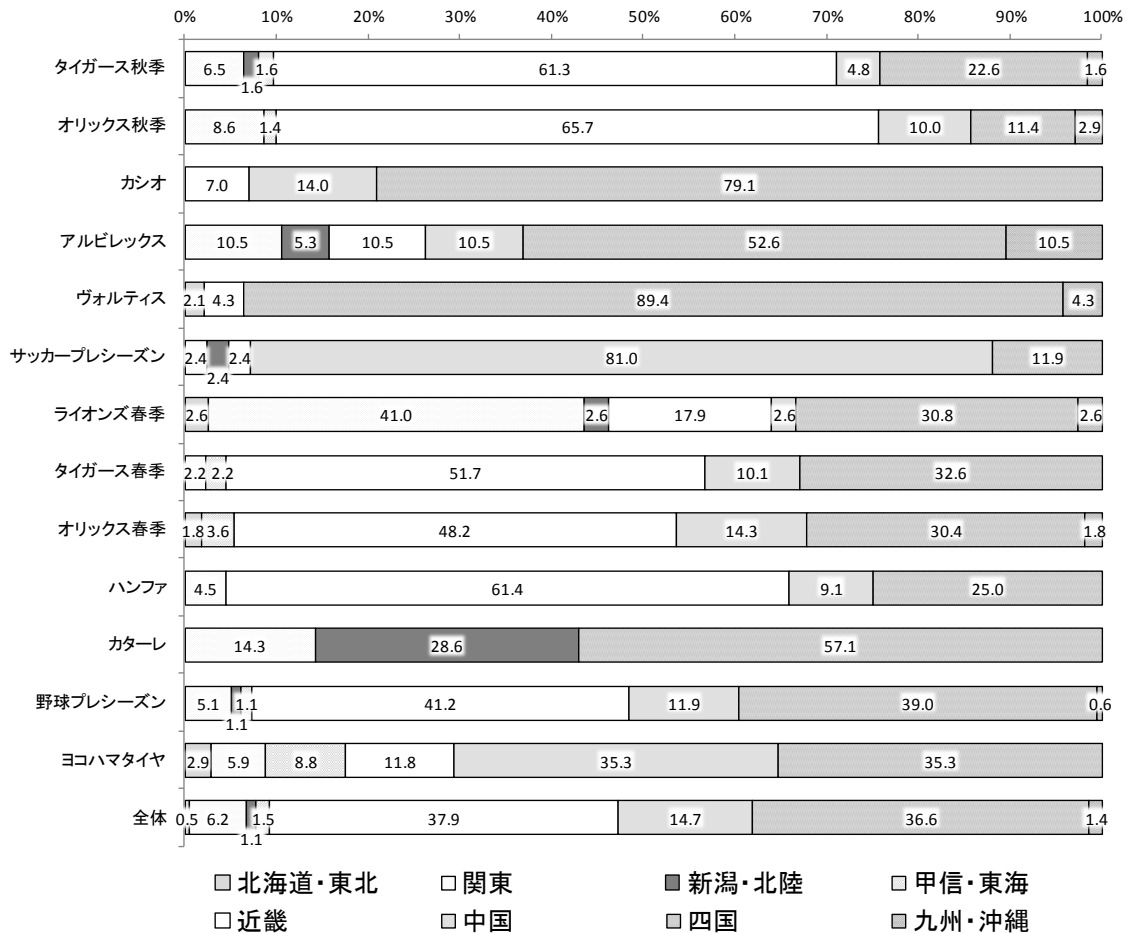 0% 10% 20% 30% 40% 50% 60% 70% 80% 90% 100%
タイガース秋季 6.5 1.6 1.6 61.3 4.8 22.6 1.6
オリックス秋季 8.6 1.4 65.7 10.0 11.4 2.9
カシオ 7.0 14.0 79.1
アルビレックス 10.5 5.3 10.5 10.5 52.6 10.5
ヴォルティス 2.1 4.3 89.4 4.3
サッカープレシーズン 2.4 2.4 2.4 81.0 11.9
ライオンズ春季 2.6 41.0 2.6 17.9 2.6 30.8 2.6
タイガース春季 2.2 2.2 51.7 10.1 32.6
オリックス春季 1.8 3.6 48.2 14.3 30.4 1.8
ハンファ 4.5 61.4 9.1 25.0
カターレ 14.3 28.6 57.1
野球プレシーズン 5.1 1.1 1.1 41.2 11.9 39.0 0.6
ヨコハマタイヤ 2.9 5.9 8.8 11.8 35.3 35.3
全体 0.5 6.2 1.1 1.5 37.9 14.7 36.6 1.4
北海道・東北 関東 新潟・北陸 甲信・東海
近畿 中国 四国 九州・沖縄